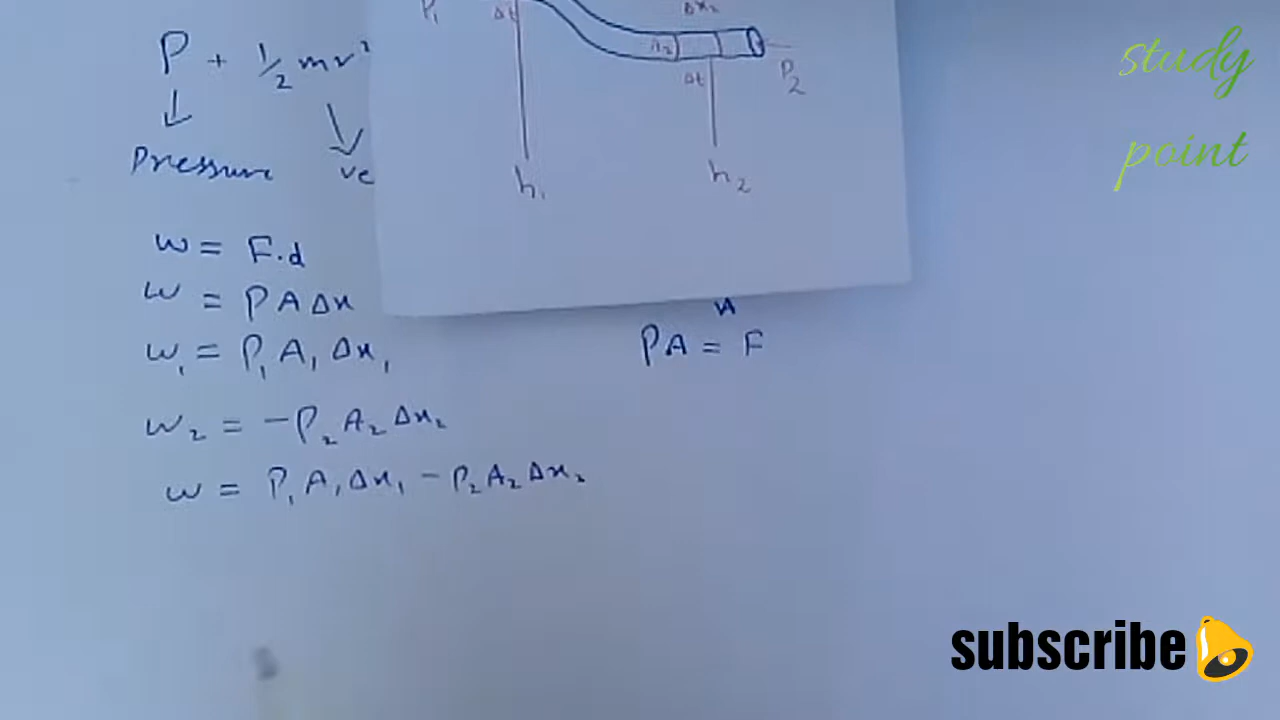 P₁ Δt Δx₂
P + ½ mv²
A₂
Δt P₂
Pressure ve
h₁ h₂
W = F.d
W = PAΔx
W₁ = P₁A₁Δx₁
PA = F
W₂ = -P₂A₂Δx₂
W = P₁A₁Δx₁ - P₂A₂Δx₂
study
point
subscribe